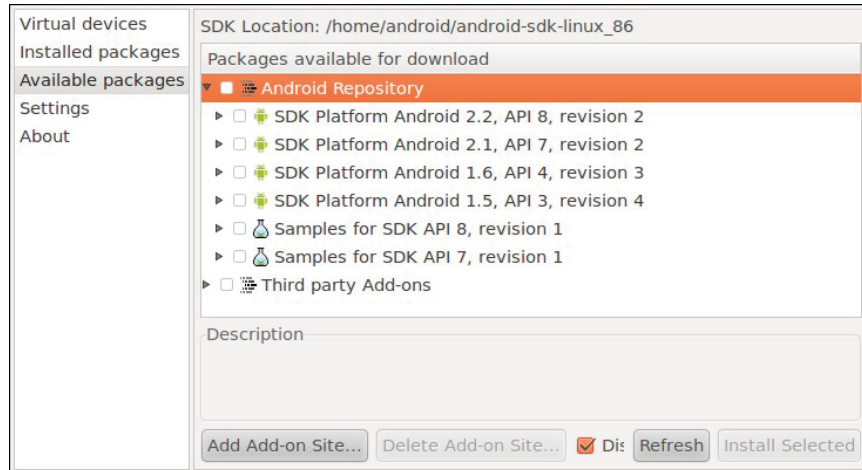 Virtual devices
Installed packages
Available packages
Settings
About
SDK Location: /home/android/android-sdk-linux_86
Packages available for download
Android Repository
SDK Platform Android 2.2, API 8, revision 2
SDK Platform Android 2.1, API 7, revision 2
SDK Platform Android 1.6, API 4, revision 3
SDK Platform Android 1.5, API 3, revision 4
Samples for SDK API 8, revision 1
Samples for SDK API 7, revision 1
Third party Add-ons
Description
Add Add-on Site... Delete Add-on Site... Dis Refresh Install Selected